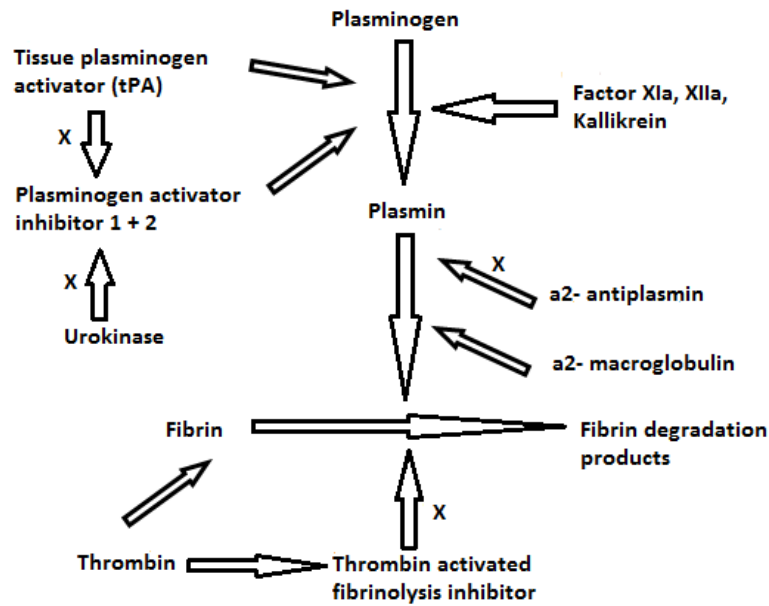 Plasminogen
Tissue plasminogen
activator (tPA)
Factor XIa, XIIa,
Kallikrein
X
Plasminogen activator
inhibitor 1 + 2
Plasmin
X
X
a2- antiplasmin
Urokinase
a2- macroglobulin
Fibrin
Fibrin degradation
products
X
Thrombin
Thrombin activated
fibrinolysis inhibitor